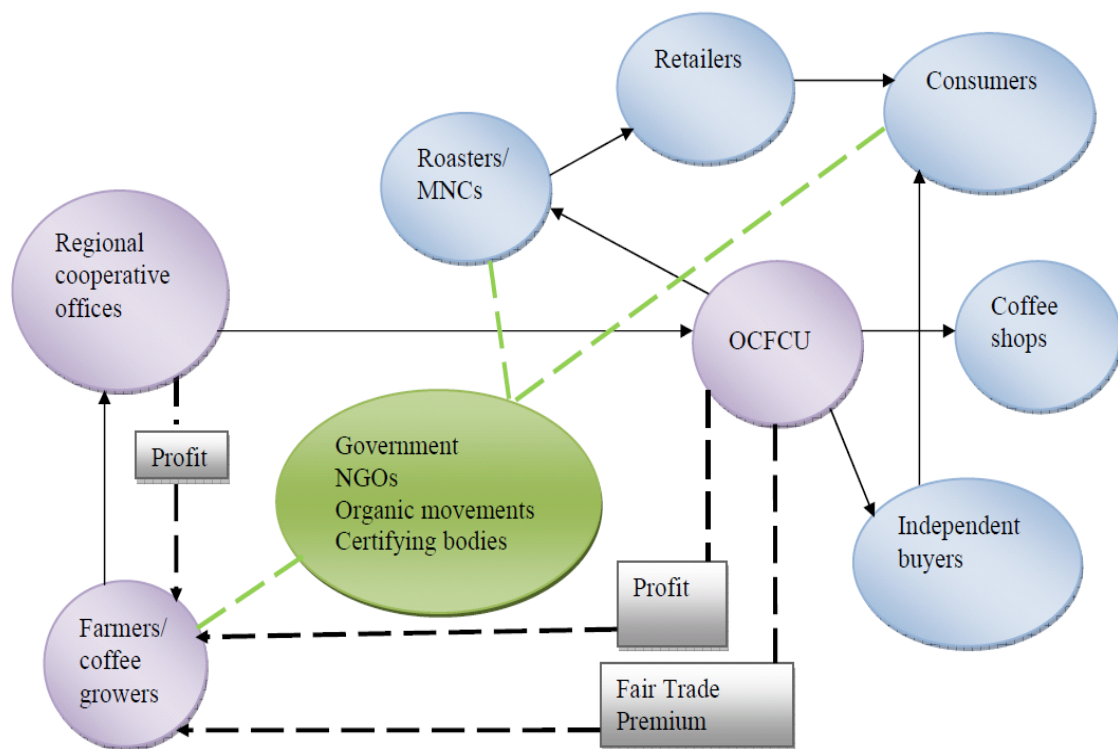 Retailers
Consumers
Roasters/
MNCs
Regional
cooperative
offices
Coffee
shops
OCFCU
Profit
Government
NGOs
Organic movements
Certifying bodies
Independent
buyers
Profit
Farmers/
coffee
growers
Fair Trade
Premium